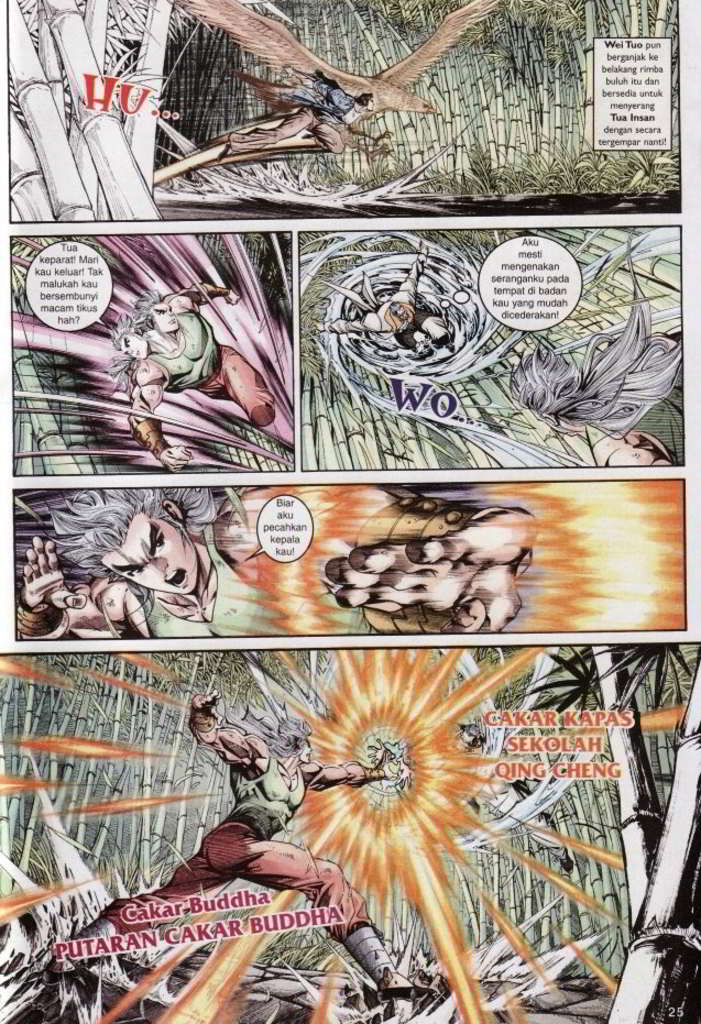 HU...
Wei Tuo pun
berganjak ke
belakang rimba
buluh itu dan
bersedia untuk
menyerang
Tua Insan
dengan secara
tergempar nanti!
Tua
keparat! Mari
kau keluar! Tak
malukah kau
bersembunyi
macam tikus
hah?
Aku
mesti
mengenakan
seranganku pada
tempat di badan
kau yang mudah
dicederakan!
WO...
Biar
aku
pecahkan
kepala
kau!
CAKAR KAPAS
SEKOLAH
QING CHENG
Cakar Buddha
PUTARAN CAKAR BUDDHA
25